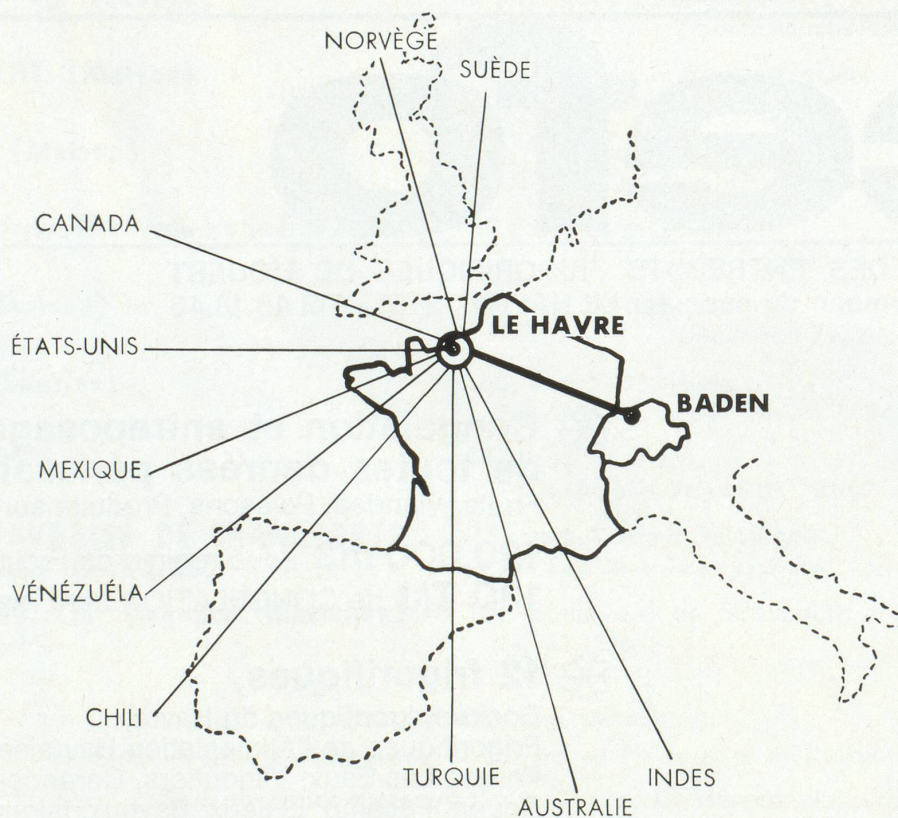 NORVÈGE
SUÈDE
CANADA
LE HAVRE
ÉTATS-UNIS
BADEN
MEXIQUE
VÉNÉZUÉLA
CHILI
TURQUIE
INDES
AUSTRALIE